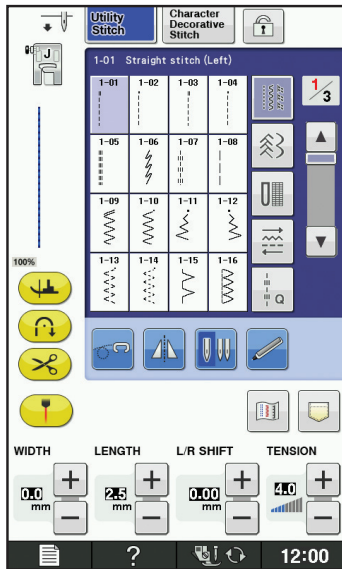 Utility Stitch
Character Decorative Stitch
J
1-01 Straight stitch (Left)
1/3
1-01 1-02 1-03 1-04
1-05 1-06 1-07 1-08
1-09 1-10 1-11 1-12
1-13 1-14 1-15 1-16
Q
100%
WIDTH LENGTH L/R SHIFT TENSION
0.0 mm 2.5 mm 0.00 mm 4.0
? 12:00